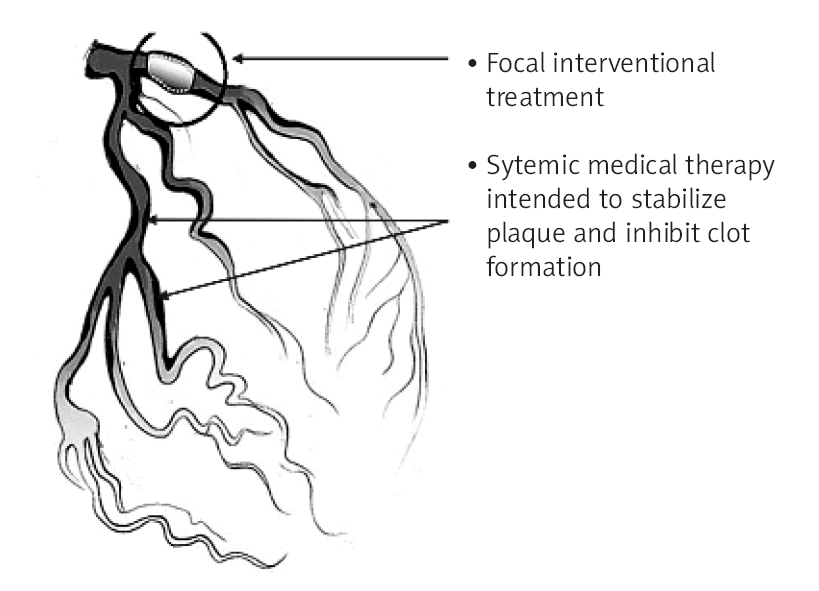 • Focal interventional
treatment
• Sytemic medical therapy
intended to stabilize
plaque and inhibit clot
formation